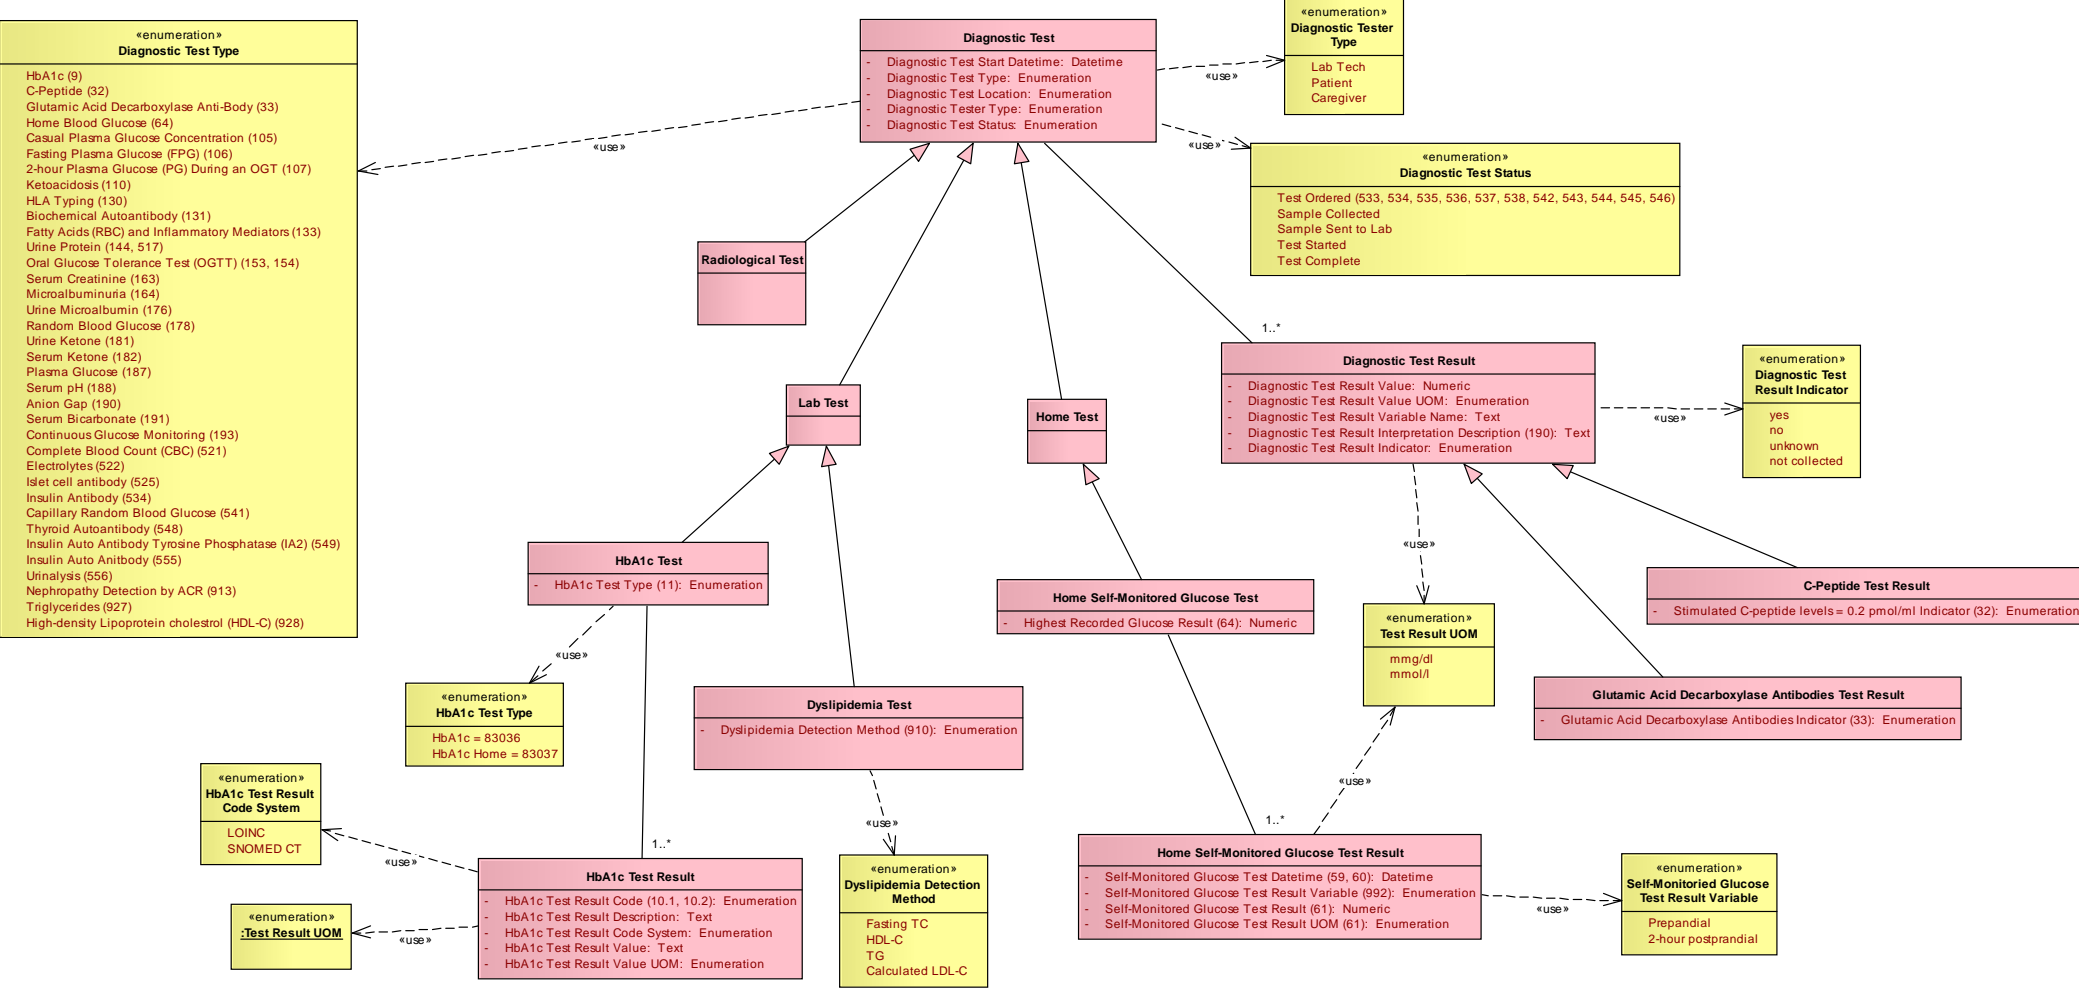 «enumeration»
Diagnostic Test Type
HbA1c (9)
C-Peptide (32)
Glutamic Acid Decarboxylase Anti-Body (33)
Home Blood Glucose (64)
Casual Plasma Glucose Concentration (105)
Fasting Plasma Glucose (FPG) (106)
2-hour Plasma Glucose (PG) During an OGT (107)
Ketoacidosis (110)
HLA Typing (130)
Biochemical Autoantibody (131)
Fatty Acids (RBC) and Inflammatory Mediators (133)
Urine Protein (144, 517)
Oral Glucose Tolerance Test (OGTT) (153, 154)
Serum Creatinine (163)
Microalbuminuria (164)
Urine Microalbumin (176)
Random Blood Glucose (178)
Urine Ketone (181)
Serum Ketone (182)
Plasma Glucose (187)
Serum pH (188)
Anion Gap (190)
Serum Bicarbonate (191)
Continuous Glucose Monitoring (193)
Complete Blood Count (CBC) (521)
Electrolytes (522)
Islet cell antibody (525)
Insulin Antibody (534)
Capillary Random Blood Glucose (541)
Thyroid Autoantibody (548)
Insulin Auto Antibody Tyrosine Phosphatase (IA2) (549)
Insulin Auto Anitbody (555)
Urinalysis (556)
Nephropathy Detection by ACR (913)
Triglycerides (927)
High-density Lipoprotein cholestrol (HDL-C) (928)
«use»
Diagnostic Test
- Diagnostic Test Start Datetime: Datetime
- Diagnostic Test Type: Enumeration
- Diagnostic Test Location: Enumeration
- Diagnostic Tester Type: Enumeration
- Diagnostic Test Status: Enumeration
«use»
«enumeration»
Diagnostic Tester
Type
Lab Tech
Patient
Caregiver
«use»
«enumeration»
Diagnostic Test Status
Test Ordered (533, 534, 535, 536, 537, 538, 542, 543, 544, 545, 546)
Sample Collected
Sample Sent to Lab
Test Started
Test Complete
Radiological Test
Lab Test
Home Test
1..*
Diagnostic Test Result
- Diagnostic Test Result Value: Numeric
- Diagnostic Test Result Value UOM: Enumeration
- Diagnostic Test Result Variable Name: Text
- Diagnostic Test Result Interpretation Description (190): Text
- Diagnostic Test Result Indicator: Enumeration
«use»
«enumeration»
Diagnostic Test
Result Indicator
yes
no
unknown
not collected
HbA1c Test
- HbA1c Test Type (11): Enumeration
«use»
«enumeration»
HbA1c Test Type
HbA1c = 83036
HbA1c Home = 83037
Home Self-Monitored Glucose Test
- Highest Recorded Glucose Result (64): Numeric
«use»
«enumeration»
Test Result UOM
mmg/dl
mmol/l
C-Peptide Test Result
- Stimulated C-peptide levels = 0.2 pmol/ml Indicator (32): Enumeration
Glutamic Acid Decarboxylase Antibodies Test Result
- Glutamic Acid Decarboxylase Antibodies Indicator (33): Enumeration
Dyslipidemia Test
- Dyslipidemia Detection Method (910): Enumeration
«use»
«enumeration»
Dyslipidemia Detection
Method
Fasting TC
HDL-C
TG
Calculated LDL-C
«enumeration»
HbA1c Test Result
Code System
LOINC
SNOMED CT
«use»
«enumeration»
:Test Result UOM
«use»
1..*
HbA1c Test Result
- HbA1c Test Result Code (10.1, 10.2): Enumeration
- HbA1c Test Result Description: Text
- HbA1c Test Result Code System: Enumeration
- HbA1c Test Result Value: Text
- HbA1c Test Result Value UOM: Enumeration
«use»
1..*
Home Self-Monitored Glucose Test Result
- Self-Monitored Glucose Test Datetime (59, 60): Datetime
- Self-Monitored Glucose Test Result Variable (992): Enumeration
- Self-Monitored Glucose Test Result (61): Numeric
- Self-Monitored Glucose Test Result UOM (61): Enumeration
«use»
«enumeration»
Self-Monitoried Glucose
Test Result Variable
Prepandial
2-hour postprandial